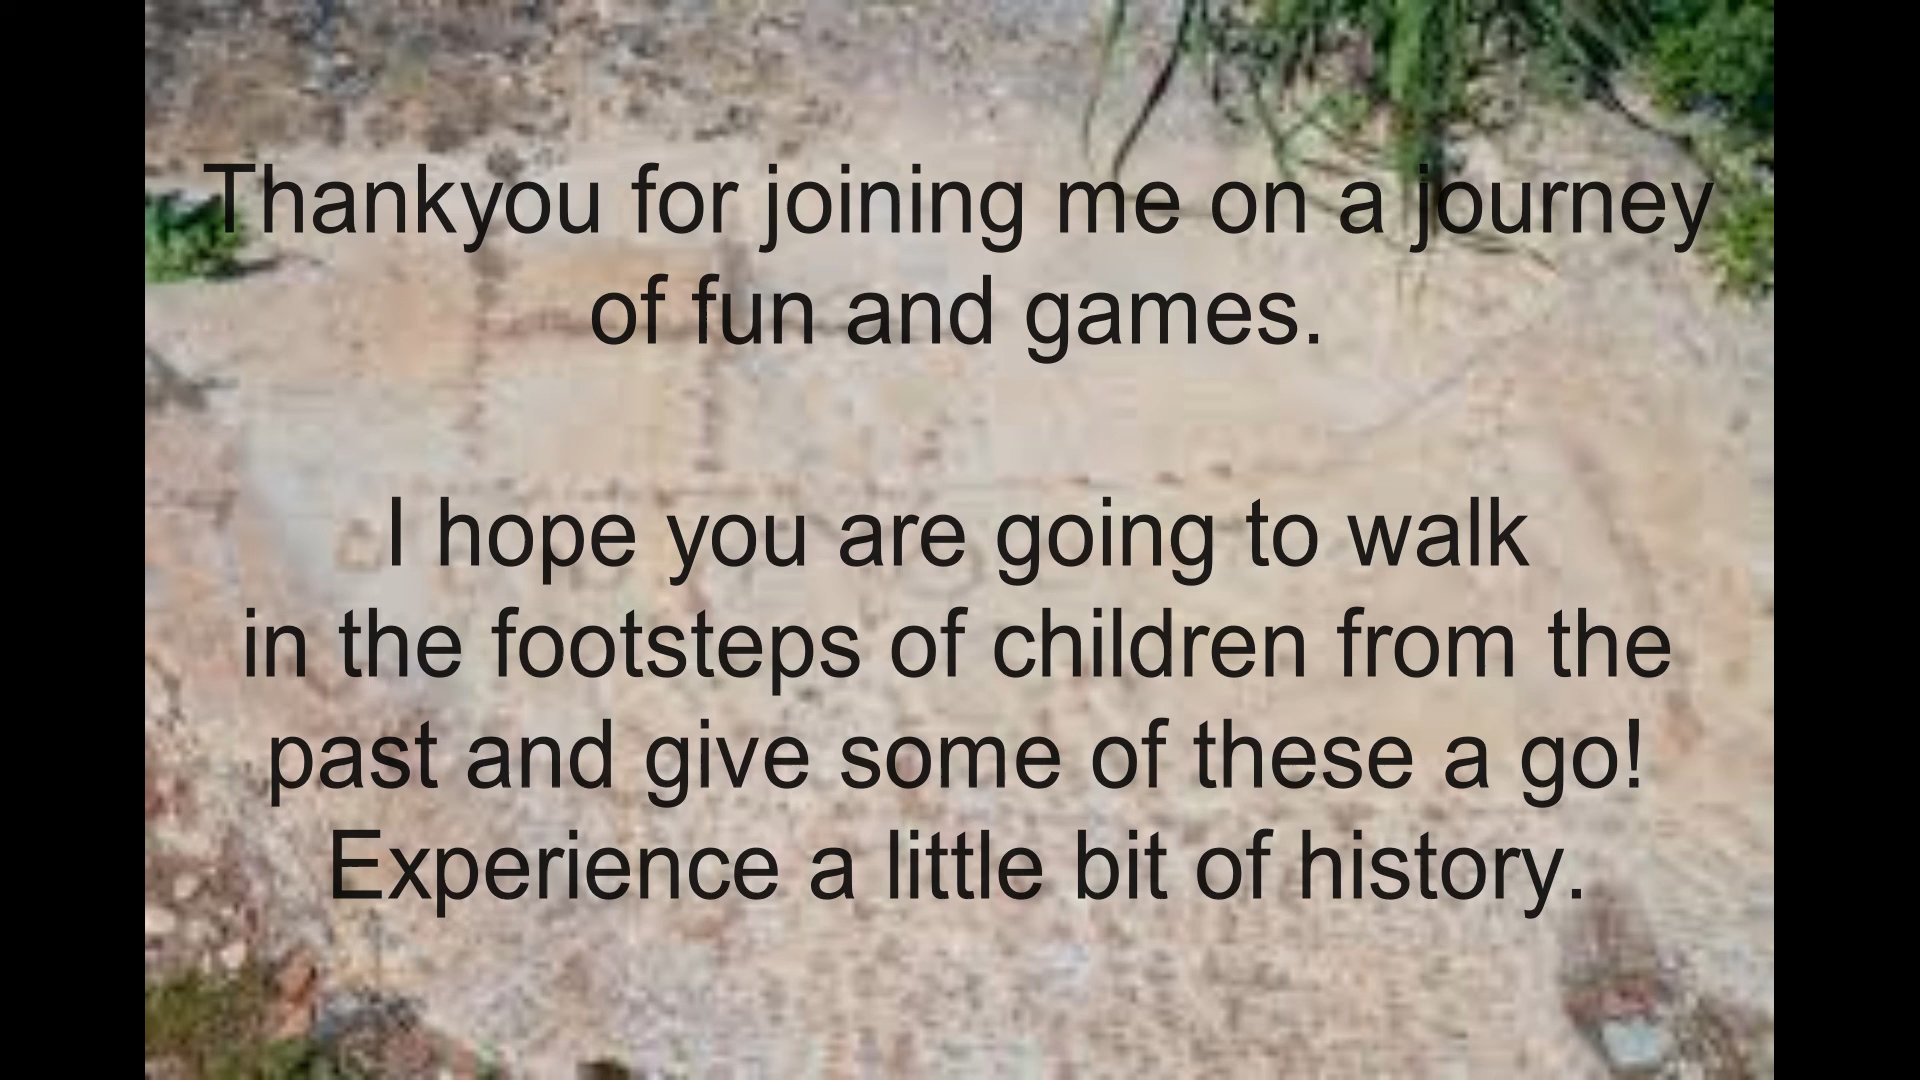 Thankyou for joining me on a journey
of fun and games.
I hope you are going to walk
in the footsteps of children from the
past and give some of these a go!
Experience a little bit of history.